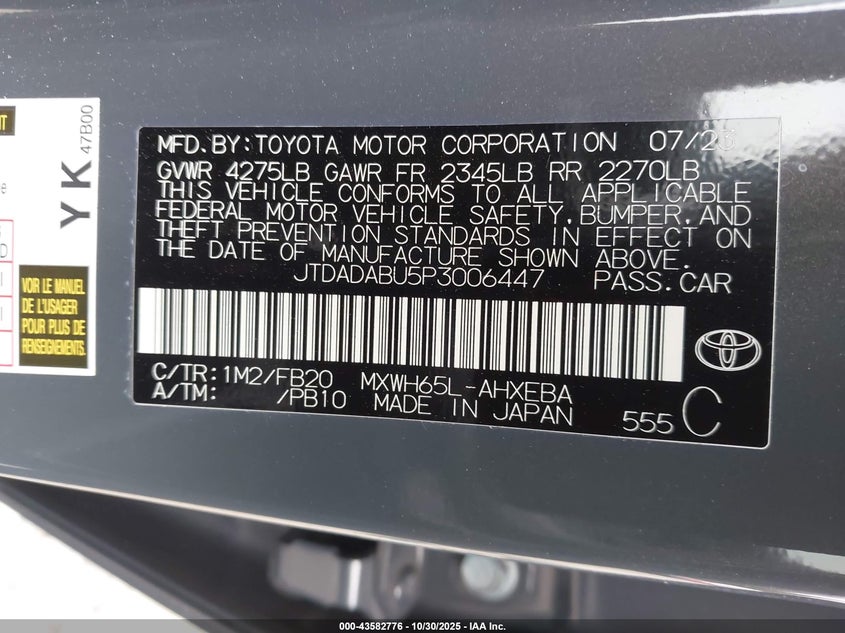 YK
47B00
VOIR LE MANUEL
DE L'USAGER
POUR PLUS DE
RENSEIGNEMENTS.
MFD.BY:TOYOTA MOTOR CORPORATION 07/23
GVWR 4275LB GAWR FR 2345LB RR 2270LB
THIS VEHICLE CONFORMS TO ALL APPLICABLE
FEDERAL MOTOR VEHICLE SAFETY,BUMPER,AND
THEFT PREVENTION STANDARDS IN EFFECT ON
THE DATE OF MANUFACTURE SHOWN ABOVE.
JTDADABU5P3006447 PASS.CAR
C/TR:1M2/FB20 MXWH65L-AHXEBA
A/TM: /PB10 MADE IN JAPAN 555 C
000-43582776 - 10/30/2025 - IAA Inc.